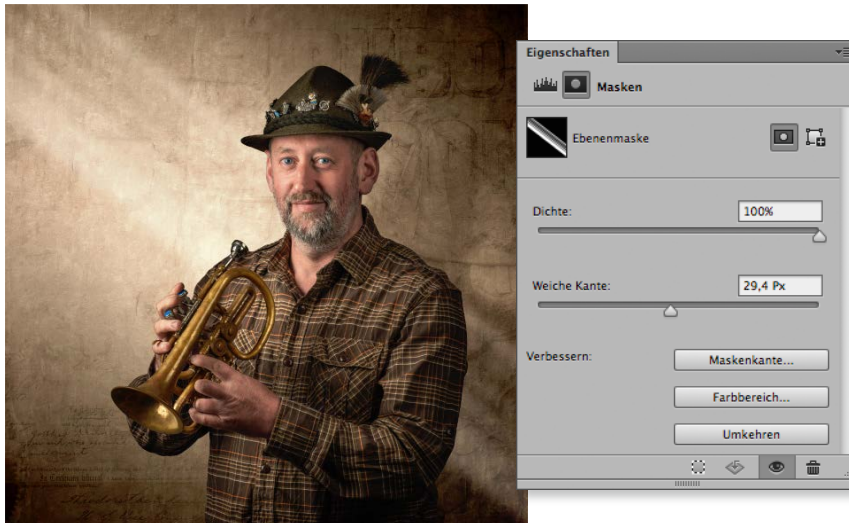 Eigenschaften
Masken
Ebenenmaske
Dichte:
100%
Weiche Kante:
29,4 Px
Verbessern:
Maskenkante...
Farbbereich...
Umkehren